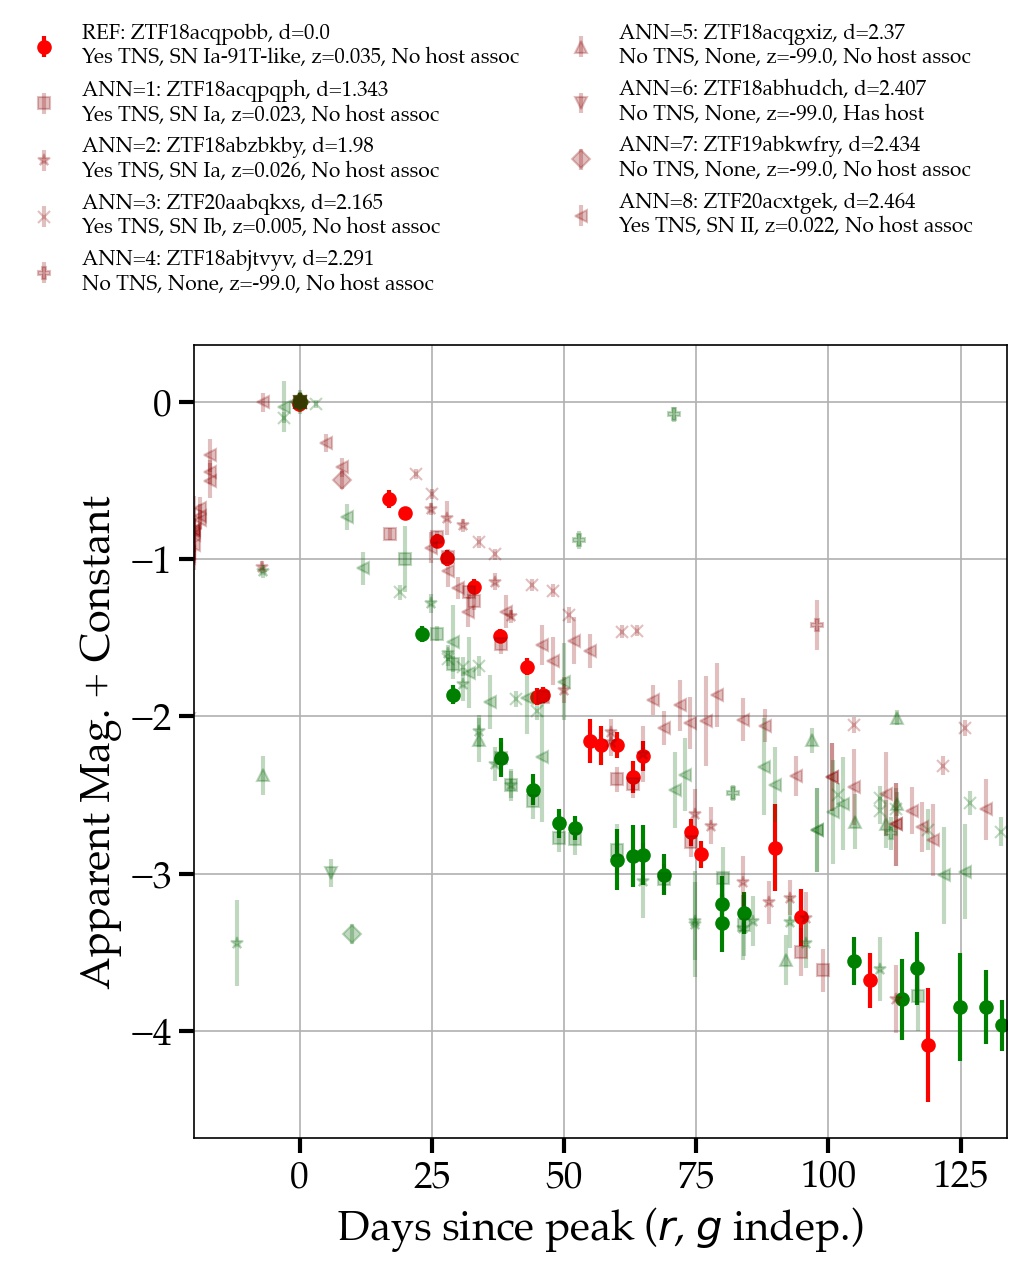 REF: ZTF18acqpobb, d=0.0
Yes TNS, SN Ia-91T-like, z=0.035, No host assoc
ANN=1: ZTF18acqpqph, d=1.343
Yes TNS, SN Ia, z=0.023, No host assoc
ANN=2: ZTF18abzbkby, d=1.98
Yes TNS, SN Ia, z=0.026, No host assoc
ANN=3: ZTF20aabqkxs, d=2.165
Yes TNS, SN Ib, z=0.005, No host assoc
ANN=4: ZTF18abjtvyv, d=2.291
No TNS, None, z=-99.0, No host assoc
ANN=5: ZTF18acqgxiz, d=2.37
No TNS, None, z=-99.0, No host assoc
ANN=6: ZTF18abhudch, d=2.407
No TNS, None, z=-99.0, Has host
ANN=7: ZTF19abkwfry, d=2.434
No TNS, None, z=-99.0, No host assoc
ANN=8: ZTF20acxtgek, d=2.464
Yes TNS, SN II, z=0.022, No host assoc
Apparent Mag. + Constant
0
−1
−2
−3
−4
0 25 50 75 100 125
Days since peak (r, g indep.)